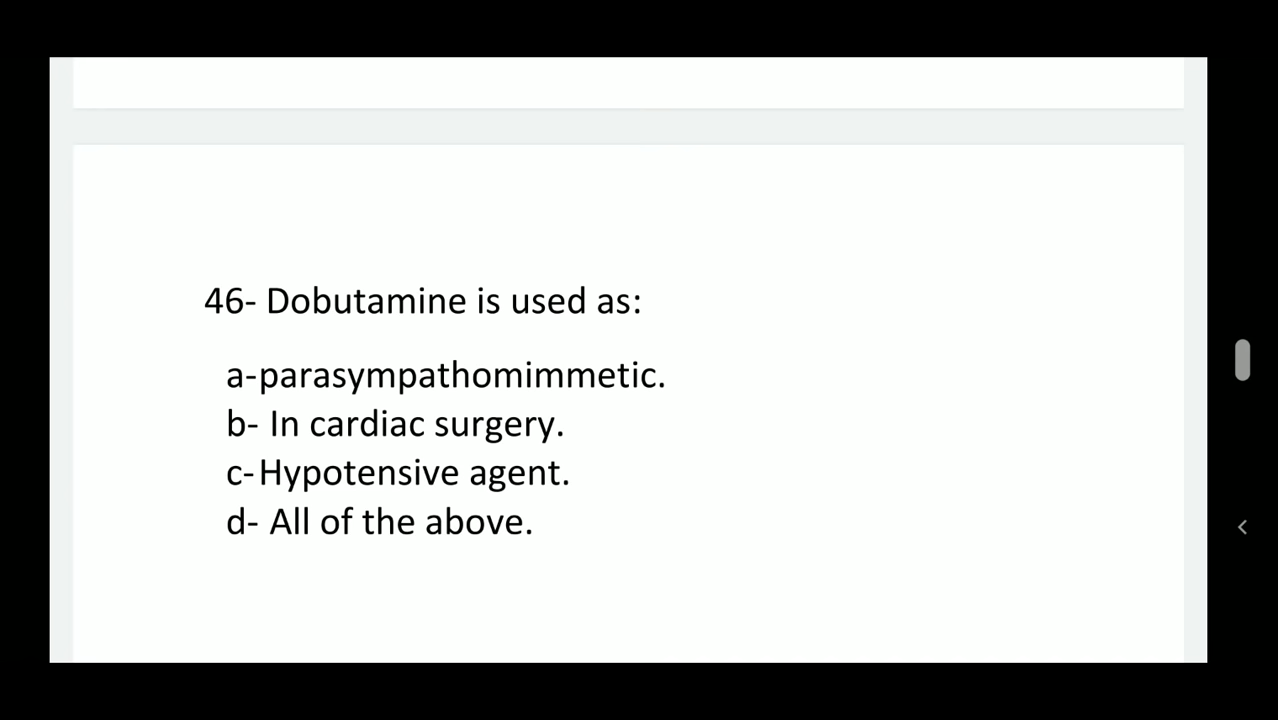 46- Dobutamine is used as:
a-parasympathomimmetic.
b- In cardiac surgery.
c-Hypotensive agent.
d- All of the above.